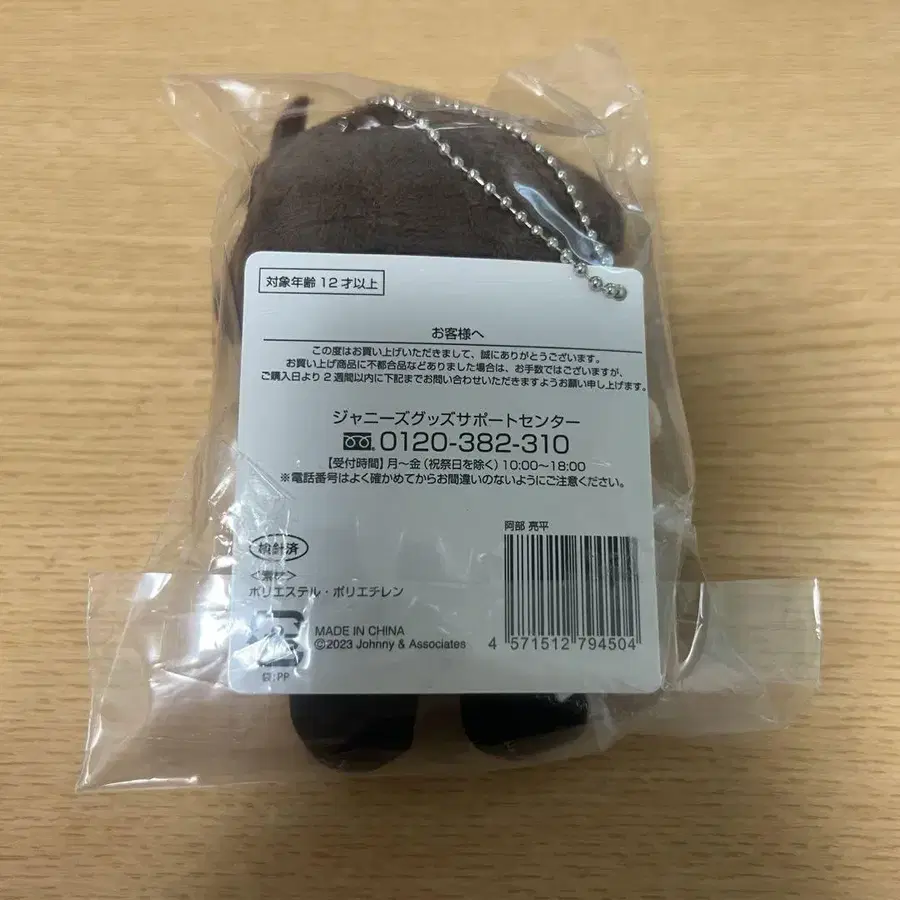 対象年齢 12 才以上
お客様へ
この度はお買い上げいただきまして、誠にありがとうございます。
お買い上げ商品に不都合品などありました場合は、お手数ではございますが、
ご購入日より 2 週間以内に下記までお問い合わせいただきますようお願い申し上げます。
ジャニーズグッズサポートセンター
0120-382-310
【受付時間】月〜金（祝祭日を除く）10:00〜18:00
※電話番号はよく確かめてからお間違いのないようにご注意ください。
阿部 亮平
検針済
<素材>
ポリエステル・ポリエチレン
MADE IN CHINA
©2023 Johnny & Associates
4 571512 794504
袋:PP